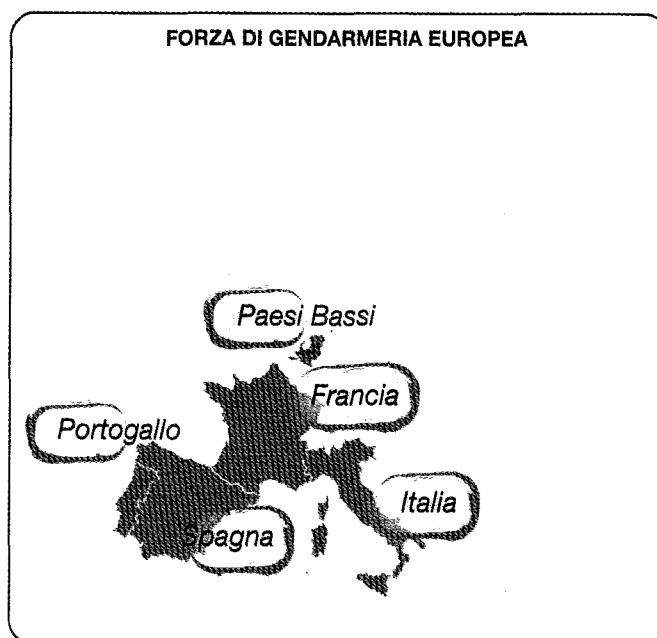 FORZA DI GENDARMERIA EUROPEA
Paesi Bassi
Francia
Portogallo
Italia
Spagna